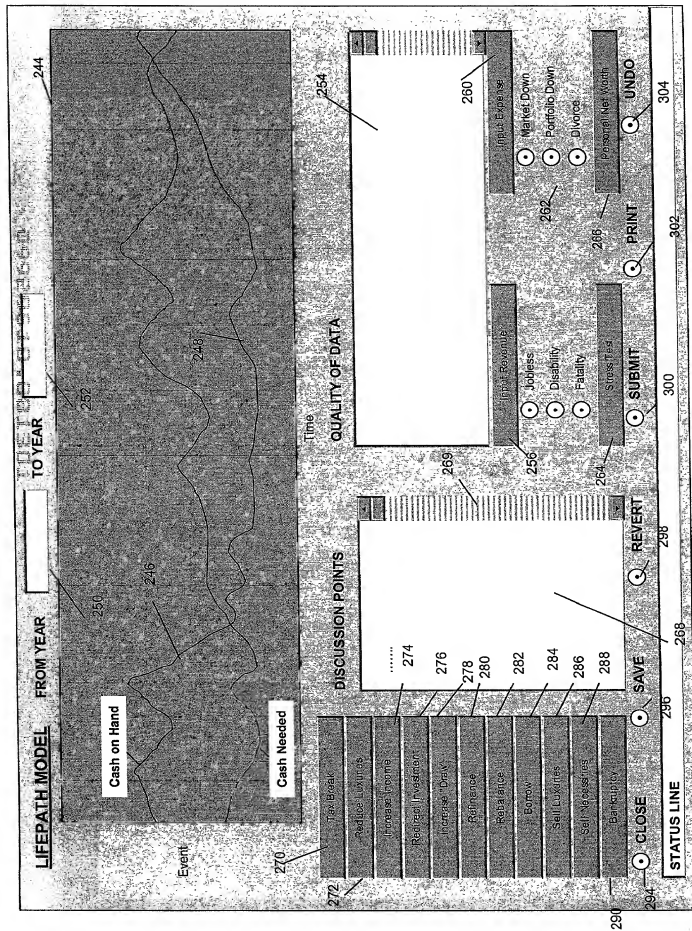 LIFEPATH MODEL FROM YEAR TO YEAR
250 252 244
246
248
Cash on Hand
Cash Needed
Event
Time
DISCUSSION POINTS
QUALITY OF DATA
254
269
270
272
Tax Break
Reduce Luxuries
Increase Income
Redirect Investment
Increase Draw
Refinance
Rebalance
Borrow
Sell Luxuries
Sell Necessities
Bankruptcy
........
274
276
278
280
282
284
286
288
290
268
Input Revenue
256
Jobless
Disability
Fatality
Input Expense
260
Market Down
Portfolio Down
Divorce
262
Stress Test
264
Personal Net Worth
266
CLOSE SAVE REVERT SUBMIT PRINT UNDO
294 296 298 300 302 304
STATUS LINE